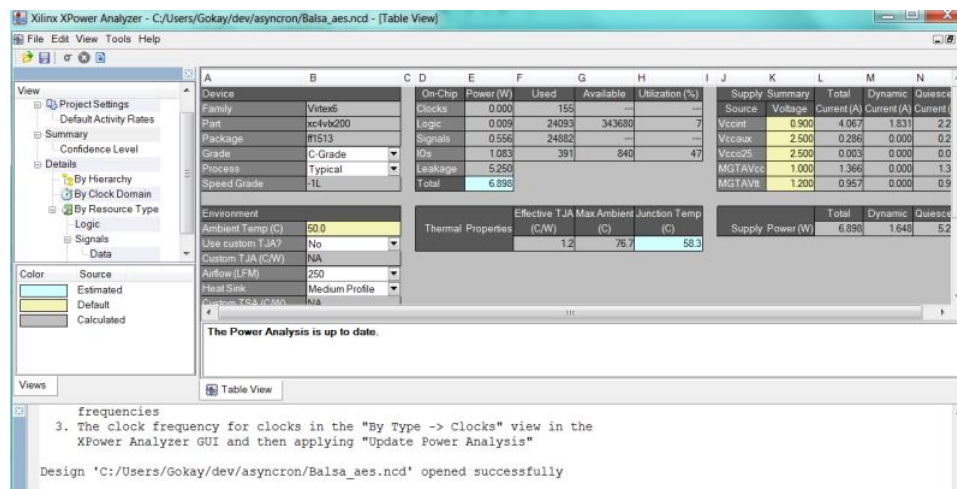 Xilinx XPower Analyzer - C:/Users/Gokay/dev/asyncron/Balsa_aes.ncd - [Table View]
File Edit View Tools Help
View
Project Settings
Default Activity Rates
Summary
Confidence Level
Details
By Hierarchy
By Clock Domain
By Resource Type
Logic
Signals
Data
Color Source
Estimated
Default
Calculated
Views
A B C D E F G H I J K L M N
Device
Family Virtex6
Part xc4vlx200
Package ff1513
Grade C-Grade
Process Typical
Speed Grade -1L
Environment
Ambient Temp (C) 50.0
Use custom TJA? No
Custom TJA (C/W) NA
Airflow (LFM) 250
Heat Sink Medium Profile
Custom TSA (C/W) NA
On-Chip Power (W) Used Available Utilization (%)
Clocks 0.000 155 ---
Logic 0.009 24093 343680 7
Signals 0.556 24882 --- ---
IOs 1.083 391 840 47
Leakage 5.250
Total 6.898
Effective TJA Max Ambient Junction Temp
Thermal Properties (C/W) (C) (C)
1.2 76.7 58.3
Supply Summary Total Dynamic Quiesce
Source Voltage Current (A) Current (A) Current (
Vccint 0.900 4.067 1.831 2.2
Vccaux 2.500 0.286 0.000 0.2
Vcco25 2.500 0.003 0.000 0.0
MGTAVcc 1.000 1.366 0.000 1.3
MGTAVtt 1.200 0.957 0.000 0.9
Total Dynamic Quiesce
Supply Power (W) 6.898 1.648 5.2
The Power Analysis is up to date.
Table View
frequencies
3. The clock frequency for clocks in the "By Type -> Clocks" view in the
XPower Analyzer GUI and then applying "Update Power Analysis"
Design 'C:/Users/Gokay/dev/asyncron/Balsa_aes.ncd' opened successfully